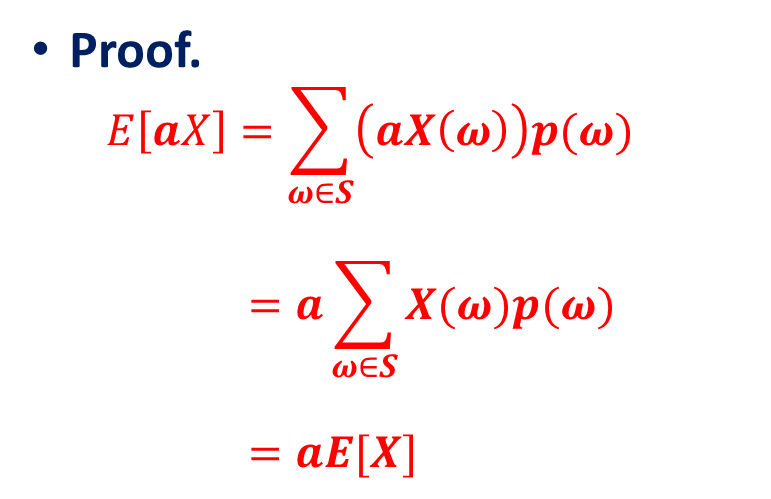 • Proof.
E[aX] = ∑_{ω∈S} (aX(ω))p(ω)
= a ∑_{ω∈S} X(ω)p(ω)
= aE[X]